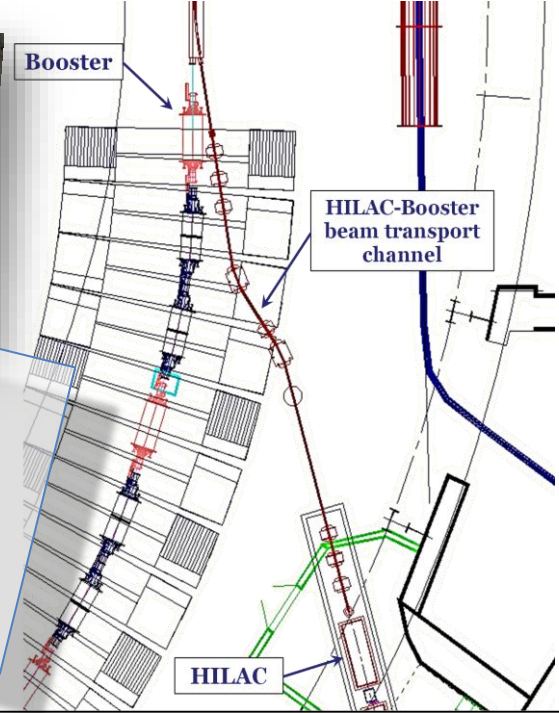 Booster
HILAC-Booster
beam transport
channel
HILAC